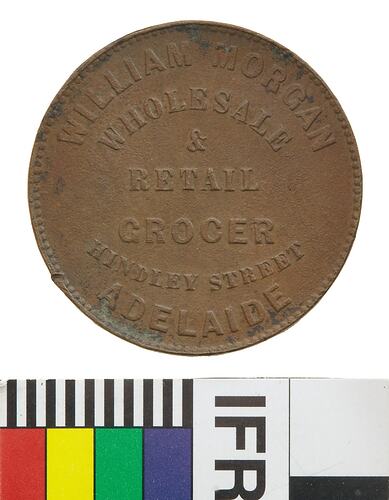 WILLIAM MORGAN
WHOLESALE
&
RETAIL
GROCER
HINDLEY STREET
ADELAIDE
IFR